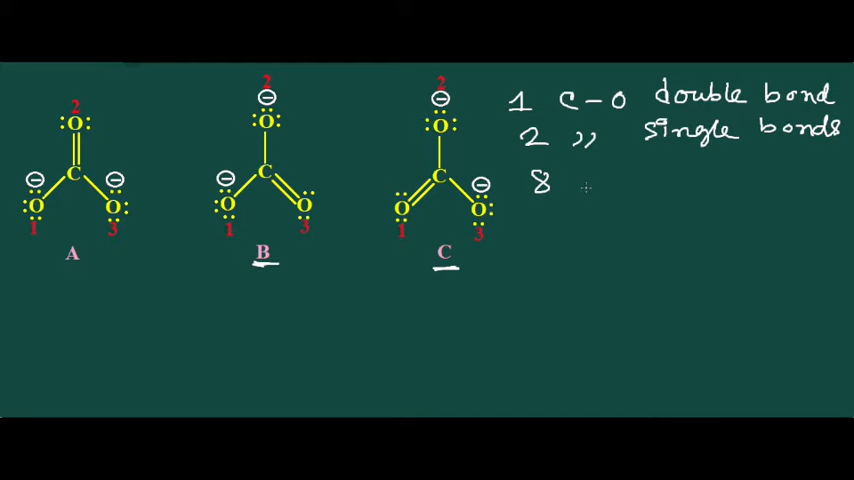 2
:O:
⊖ C ⊖
:O: :O:
1 3
A
2
⊖
:O:
⊖ C
:O: O:
1 3
B
2
⊖
:O:
C ⊖
:O :O:
1 3
C
1 C - O double bond
2 ,, single bonds
8